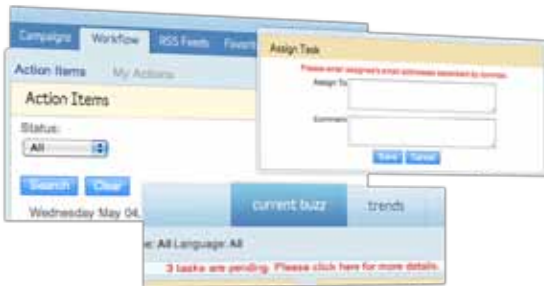 Campaigns Workflow RSS Feeds Favorit
Action Items My Actions
Action Items
Status:
All
Search Clear
Wednesday May 04,
Assign Task
Please enter assignee's email addresses separated by commas.
Assign To
Comment
Save Cancel
current buzz trends
e: All Language: All
3 tasks are pending. Please click here for more details.